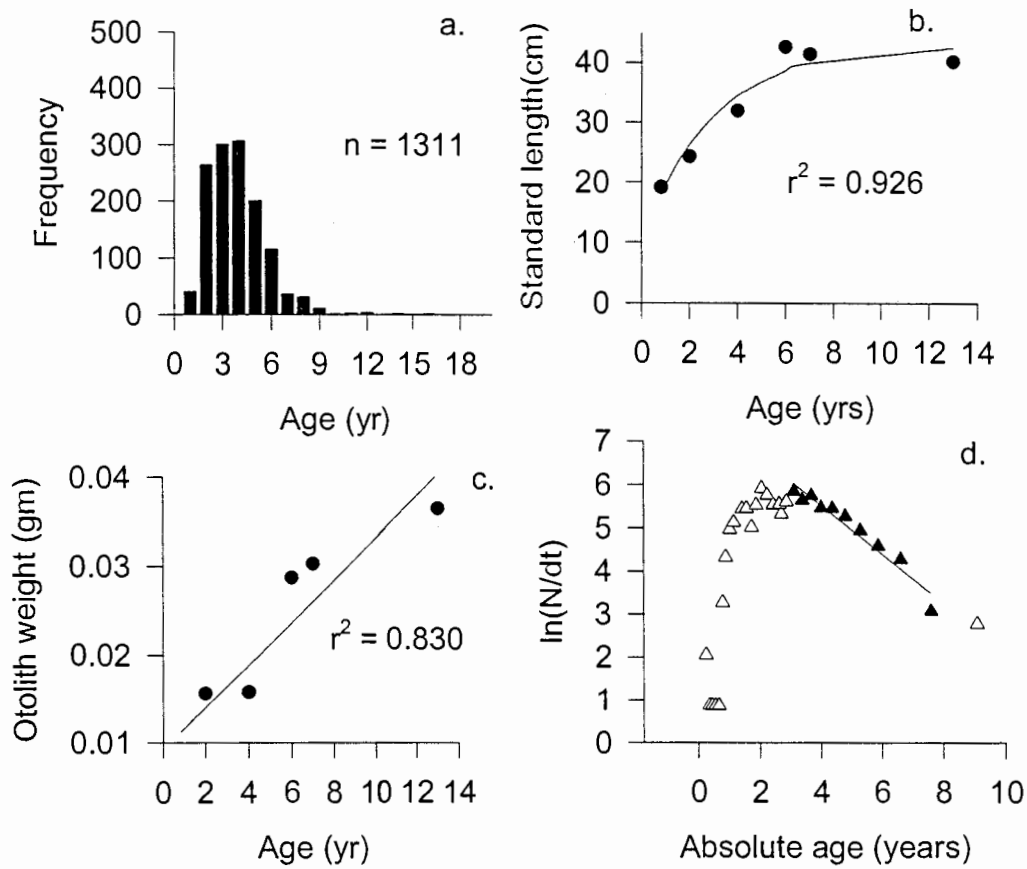 a.
500
400
300
200
100
0
Frequency
n = 1311
0 3 6 9 12 15 18
Age (yr)
b.
40
30
20
10
0
Standard length(cm)
r² = 0.926
0 2 4 6 8 10 12 14
Age (yrs)
c.
0.04
0.03
0.02
0.01
Otolith weight (gm)
r² = 0.830
0 2 4 6 8 10 12 14
Age (yr)
d.
7
6
5
4
3
2
1
0
ln(N/dt)
0 2 4 6 8 10
Absolute age (years)